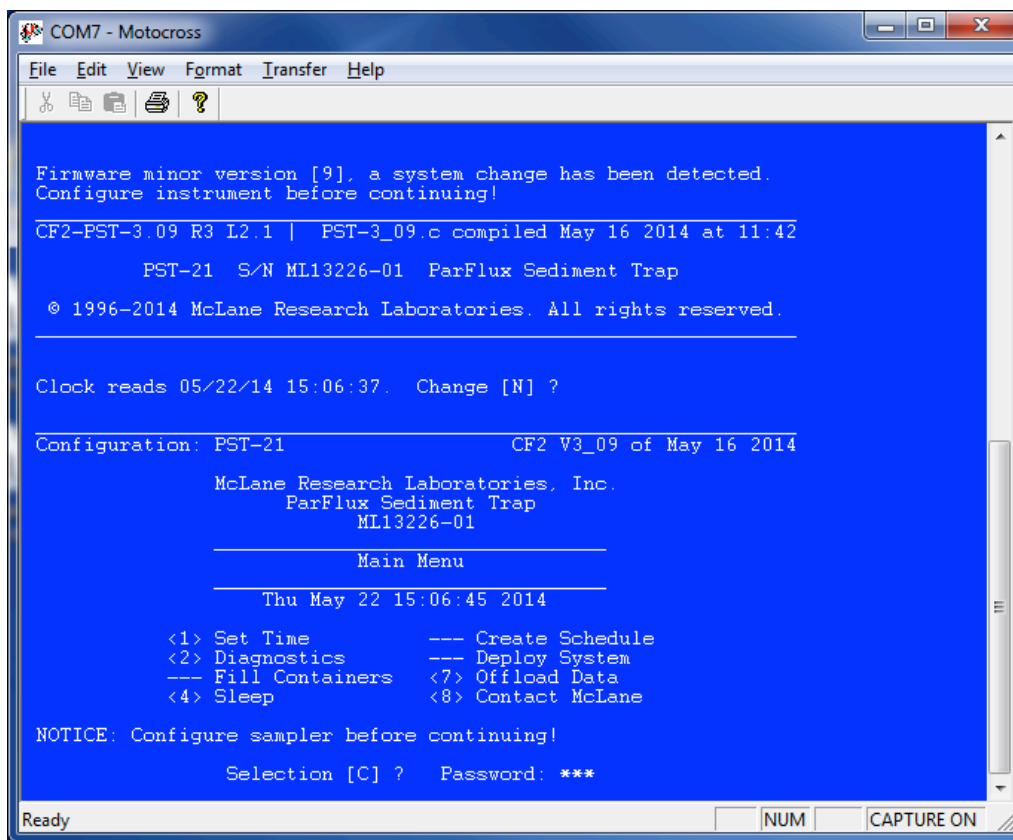 COM7 - Motocross
File Edit View Format Transfer Help
Firmware minor version [9], a system change has been detected.
Configure instrument before continuing!
CF2-PST-3.09 R3 L2.1 | PST-3_09.c compiled May 16 2014 at 11:42
PST-21 S/N ML13226-01 ParFlux Sediment Trap
© 1996-2014 McLane Research Laboratories. All rights reserved.
Clock reads 05/22/14 15:06:37. Change [N] ?
Configuration: PST-21 CF2 V3_09 of May 16 2014
McLane Research Laboratories, Inc.
ParFlux Sediment Trap
ML13226-01
Main Menu
Thu May 22 15:06:45 2014
<1> Set Time --- Create Schedule
<2> Diagnostics --- Deploy System
--- Fill Containers <7> Offload Data
<4> Sleep <8> Contact McLane
NOTICE: Configure sampler before continuing!
Selection [C] ? Password: ***
Ready NUM CAPTURE ON